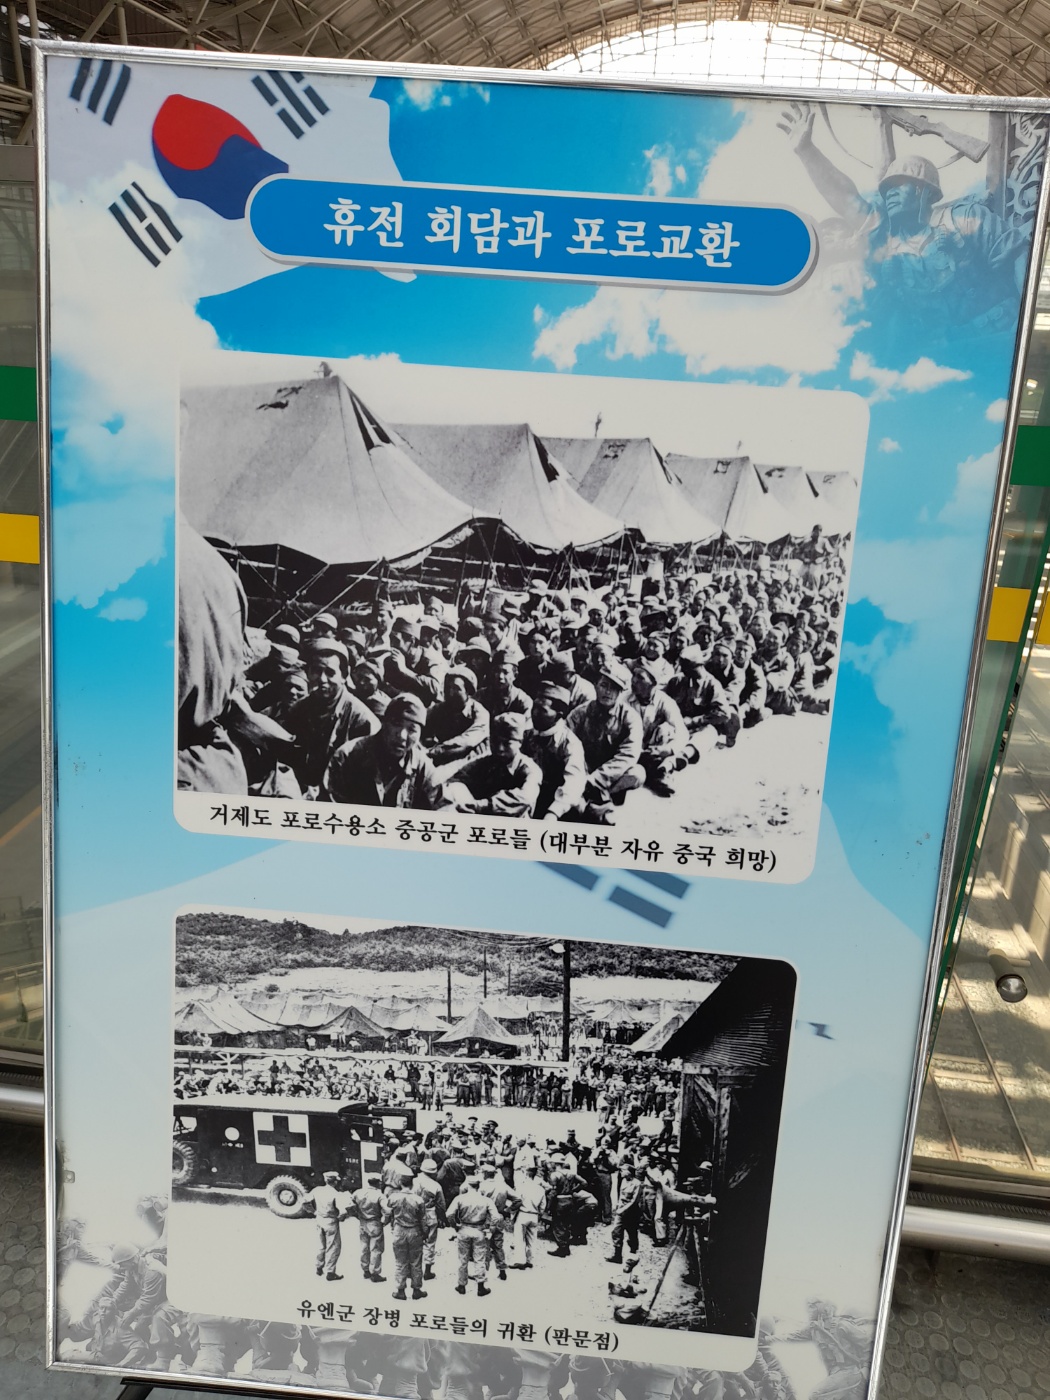 휴전 회담과 포로교환
거제도 포로수용소 중공군 포로들 (대부분 자유 중국 희망)
유엔군 장병 포로들의 귀환 (판문점)